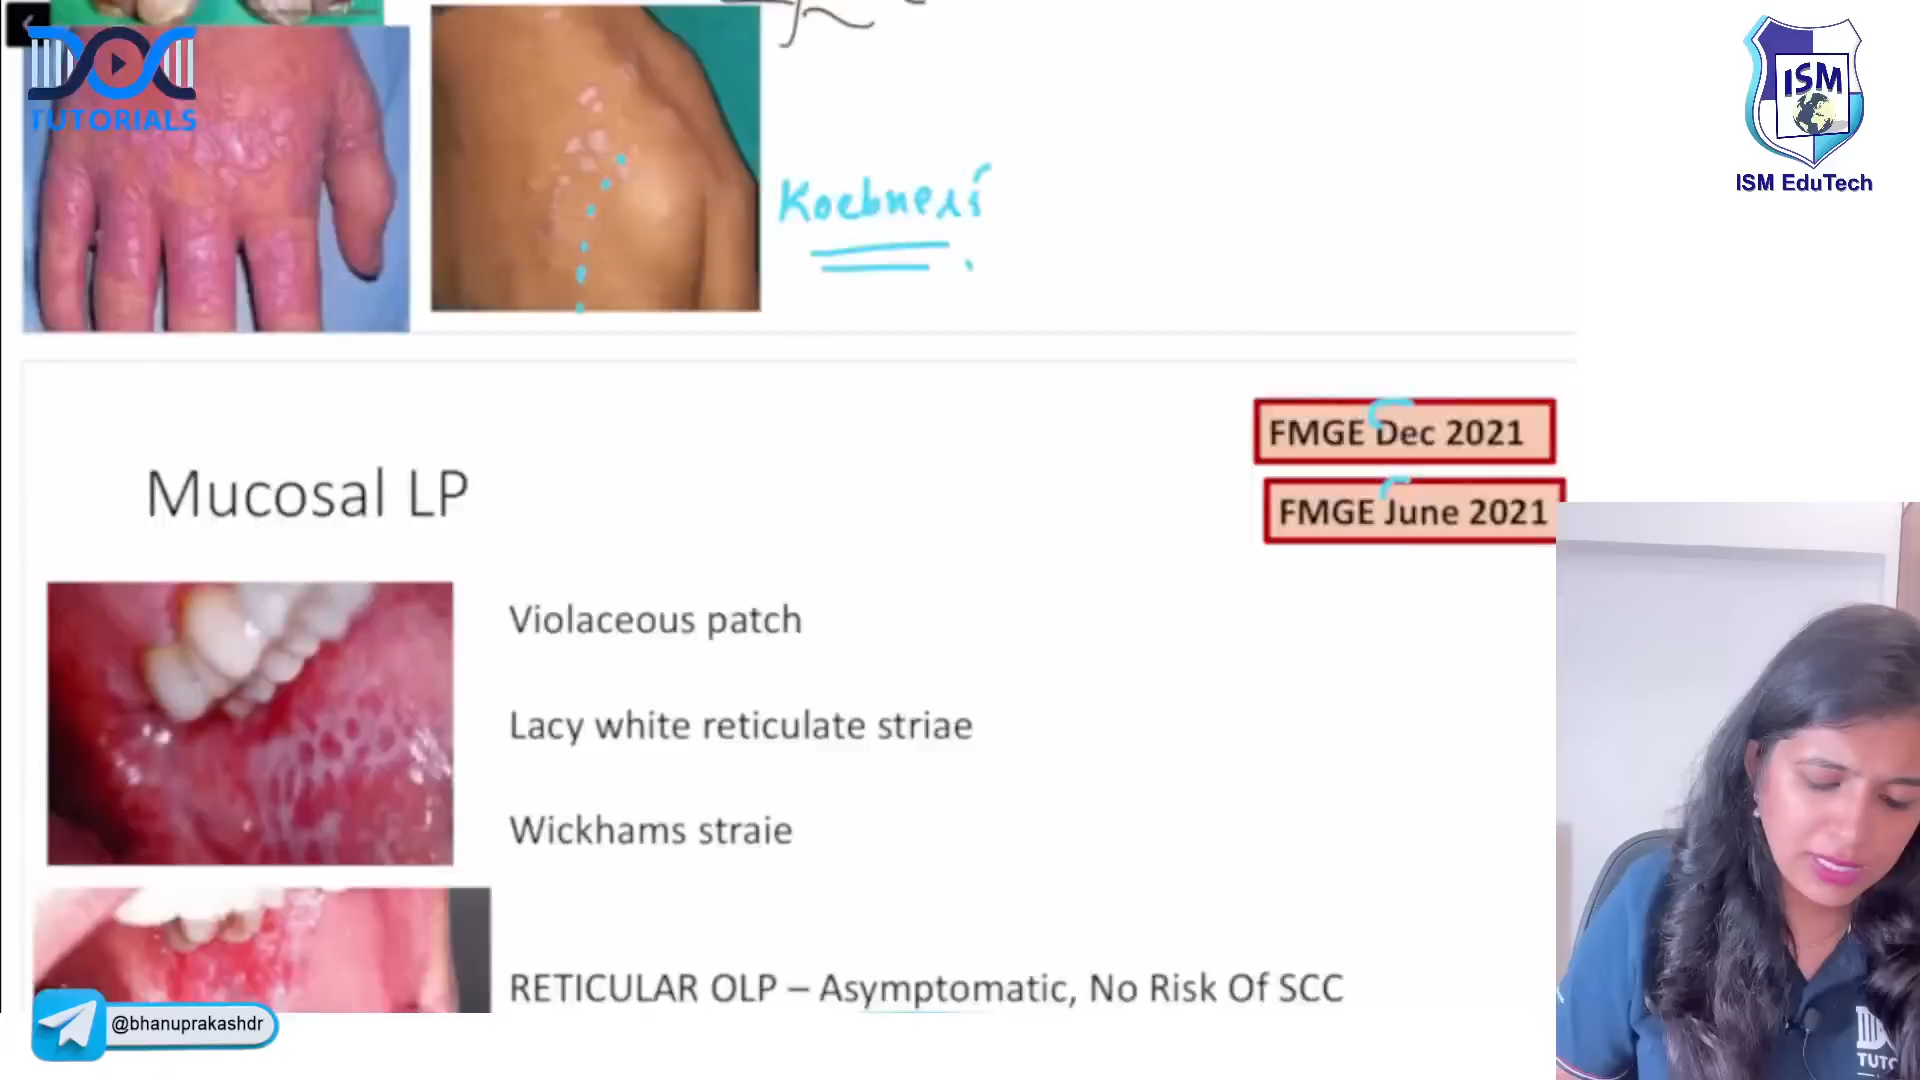 TUTORIALS
ISM
ISM EduTech
Koebner's
FMGE Dec 2021
FMGE June 2021
Mucosal LP
Violaceous patch
Lacy white reticulate striae
Wickhams straie
RETICULAR OLP – Asymptomatic, No Risk Of SCC
@bhanuprakashdr